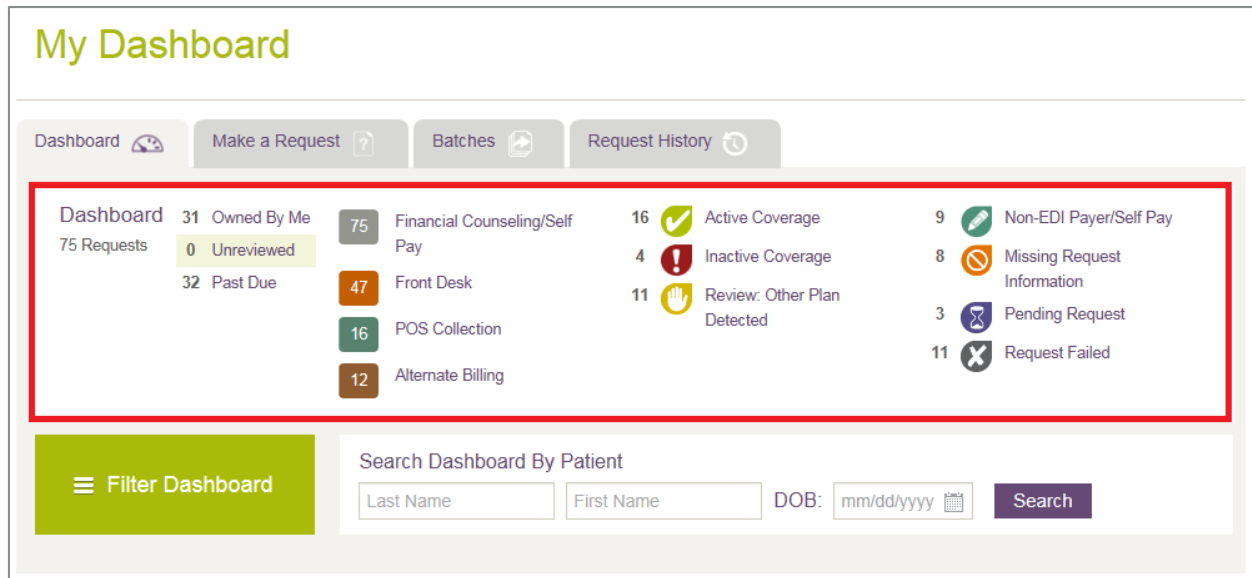 My Dashboard
Dashboard
Make a Request
?
Batches
Request History
Dashboard
75 Requests
31 Owned By Me
0 Unreviewed
32 Past Due
75 Financial Counseling/Self
Pay
47 Front Desk
16 POS Collection
12 Alternate Billing
16 Active Coverage
4 ! Inactive Coverage
11 Review: Other Plan
Detected
9 Non-EDI Payer/Self Pay
8 Missing Request
Information
3 Pending Request
11 Request Failed
Filter Dashboard
Search Dashboard By Patient
Last Name
First Name
DOB:
mm/dd/yyyy
Search